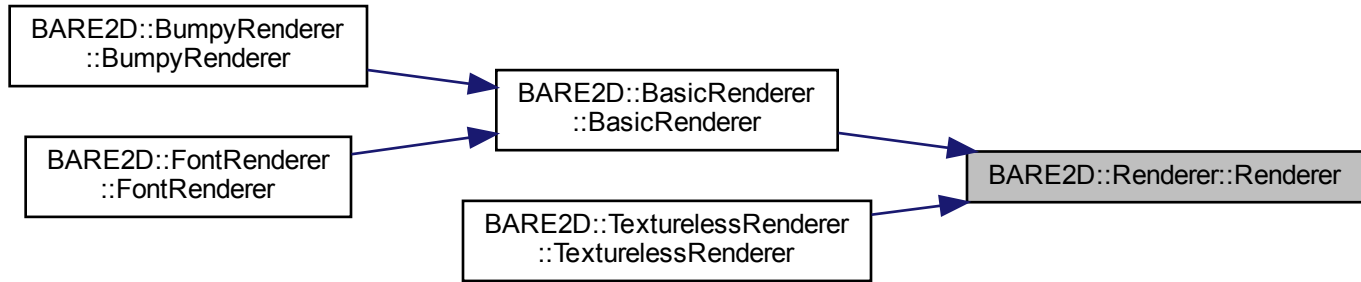 BARE2D::BumpyRenderer
::BumpyRenderer
BARE2D::FontRenderer
::FontRenderer
BARE2D::BasicRenderer
::BasicRenderer
BARE2D::TexturelessRenderer
::TexturelessRenderer
BARE2D::Renderer::Renderer